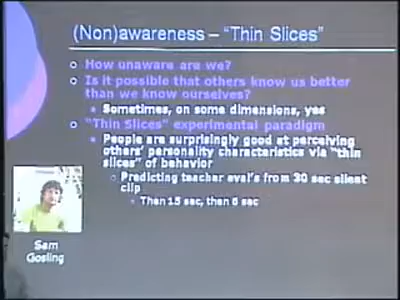 (Non)awareness – "Thin Slices"
How unaware are we?
Is it possible that others know us better
than we know ourselves?
Sometimes, on some dimensions, yes
"Thin Slices" experimental paradigm
People are surprisingly good at perceiving
others' personality characteristics via "thin
slices" of behavior
Predicting teacher eval's from 30 sec silent
clip
Then 15 sec, then 6 sec
Sam
Gosling